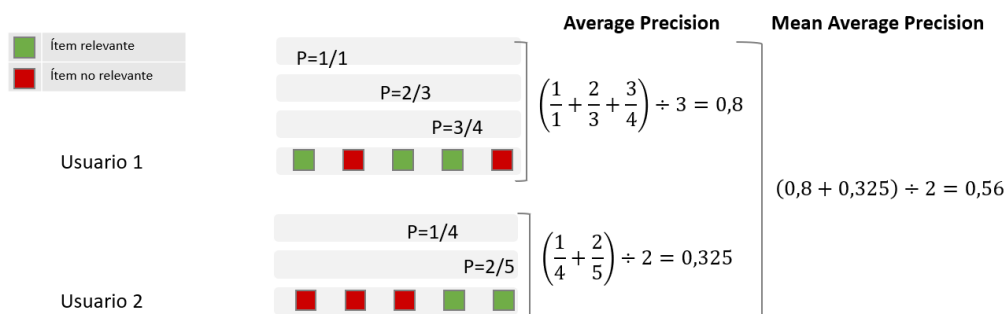 Average Precision
Mean Average Precision
Ítem relevante
Ítem no relevante
P=1/1
P=2/3
P=3/4
(1/1 + 2/3 + 3/4) ÷ 3 = 0,8
Usuario 1
(0,8 + 0,325) ÷ 2 = 0,56
P=1/4
P=2/5
(1/4 + 2/5) ÷ 2 = 0,325
Usuario 2